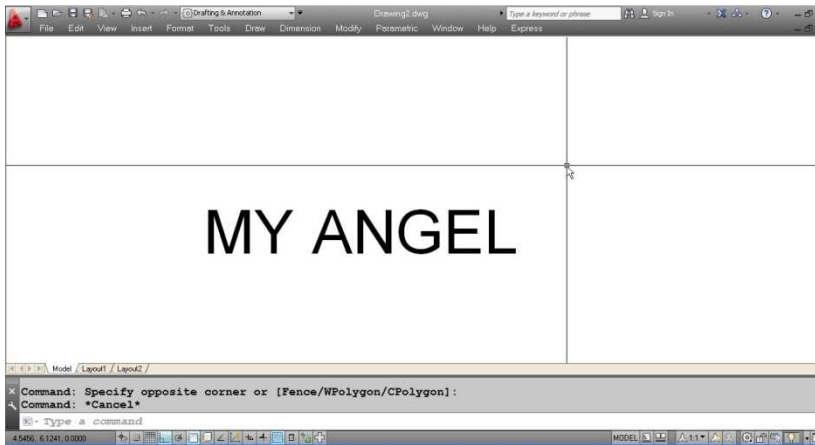 Drafting & Annotation Drawing2.dwg Type a keyword or phrase Sign In
File Edit View Insert Format Tools Draw Dimension Modify Parametric Window Help Express
MY ANGEL
Model Layout1 Layout2
Command: Specify opposite corner or [Fence/WPolygon/CPolygon]:
Command: *Cancel*
Type a command
4.5456, 6.1241, 0.0000 MODEL 1:1